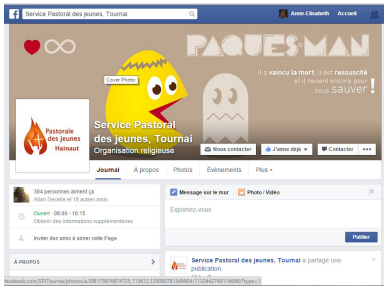 Service Pastoral des jeunes, Tournai
Anne-Elisabeth Accueil
PAQUES-MAN
Il a vaincu la mort, il est ressuscité
et il revient encore pour
nous sauver !
Cover Photo
Pastorale
des jeunes
Hainaut
Service Pastoral
des jeunes, Tournai
Organisation religieuse
Nous contacter
J'aime déjà
Contacter
Journal À propos Photos Évènements Plus
364 personnes aiment ça
Allan Decelle et 18 autres amis
Ouvert · 08:00 - 16:15
Obtenir des informations supplémentaires
Inviter des amis à aimer cette Page
À PROPOS
Message sur le mur Photo / Vidéo
Exprimez-vous
Publier
Service Pastoral des jeunes, Tournai a partagé une
publication.